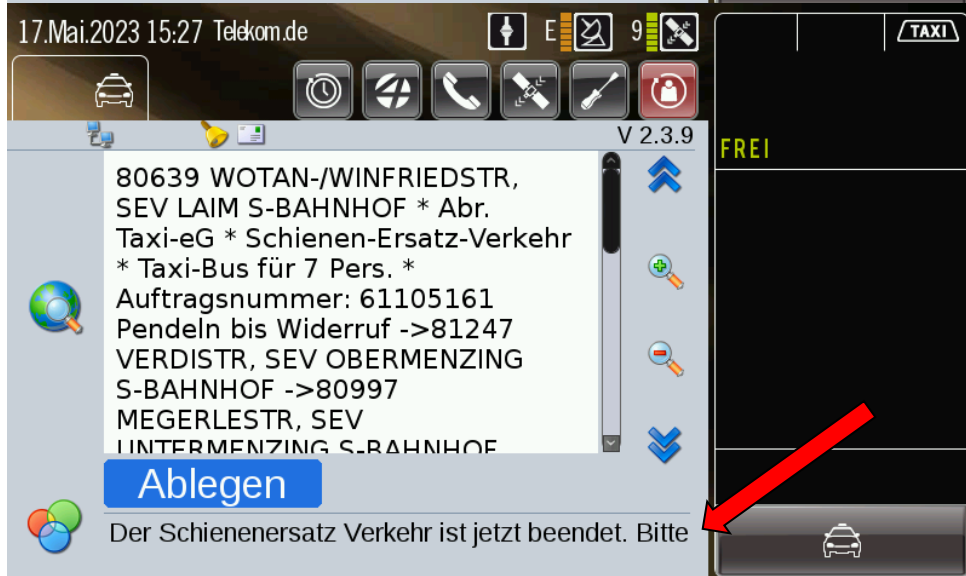 17.Mai.2023 15:27 Telekom.de
E
9
TAXI
V 2.3.9
FREI
80639 WOTAN-/WINFRIEDSTR,
SEV LAIM S-BAHNHOF * Abr.
Taxi-eG * Schienen-Ersatz-Verkehr
* Taxi-Bus für 7 Pers. *
Auftragsnummer: 61105161
Pendeln bis Widerruf ->81247
VERDISTR, SEV OBERMENZING
S-BAHNHOF ->80997
MEGERLESTR, SEV
UNTERMENZING S-BAHNHOF
Ablegen
Der Schienenersatz Verkehr ist jetzt beendet. Bitte